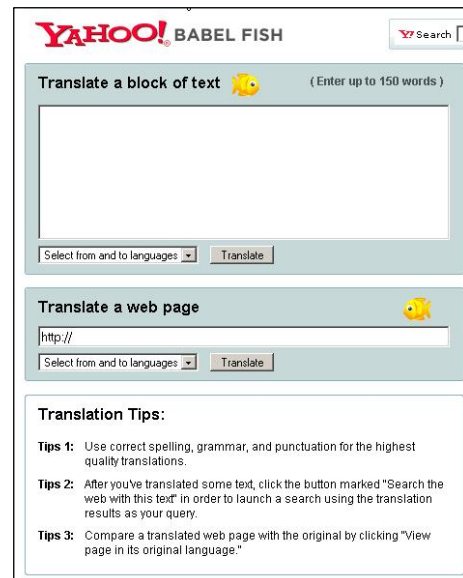 YAHOO! BABEL FISH
Y! Search
Translate a block of text
(Enter up to 150 words)
Select from and to languages
Translate
Translate a web page
http://
Select from and to languages
Translate
Translation Tips:
Tips 1: Use correct spelling, grammar, and punctuation for the highest
quality translations.
Tips 2: After you've translated some text, click the button marked "Search the
web with this text" in order to launch a search using the translation
results as your query.
Tips 3: Compare a translated web page with the original by clicking "View
page in its original language."